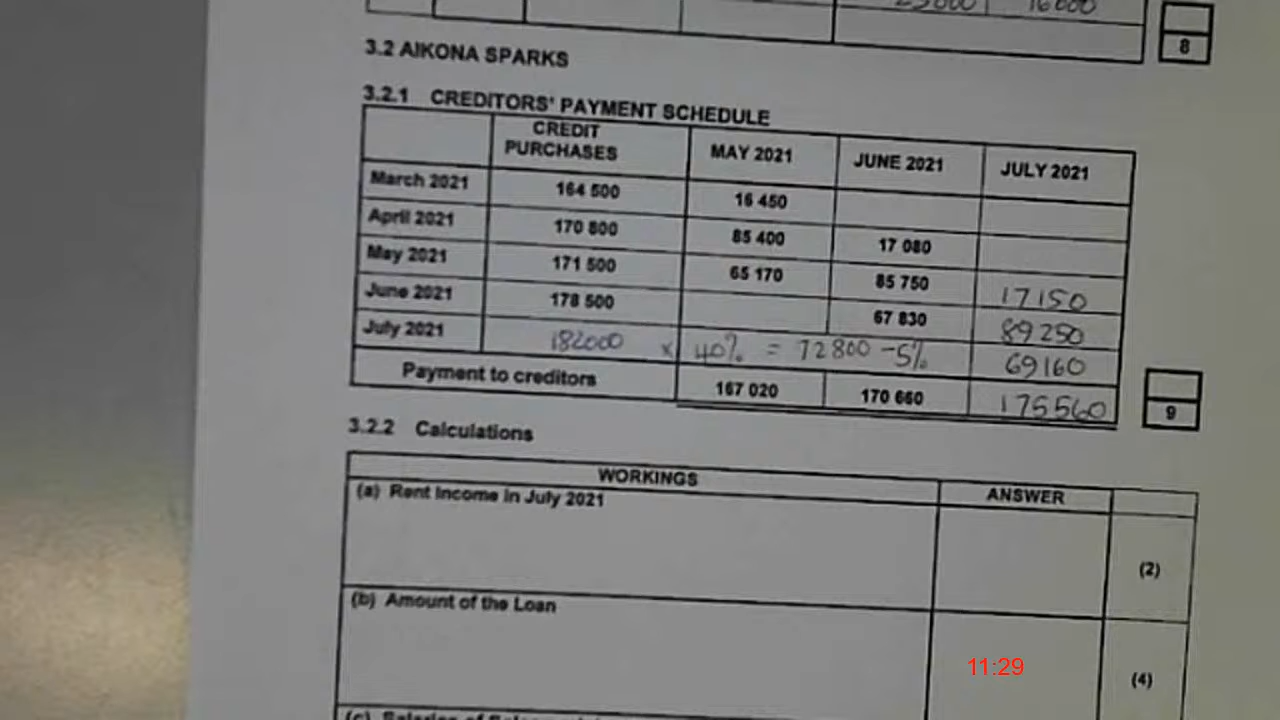 23000 16000
8
3.2 AIKONA SPARKS
3.2.1 CREDITORS' PAYMENT SCHEDULE
CREDIT PURCHASES MAY 2021 JUNE 2021 JULY 2021
March 2021 164 500 16 450
April 2021 170 800 85 400 17 080
May 2021 171 500 65 170 85 750 17150
June 2021 178 500 67 830 89250
July 2021 182000 x 40% = 72800 -5% 69160
Payment to creditors 167 020 170 660 175560
9
3.2.2 Calculations
WORKINGS ANSWER
(a) Rent Income in July 2021
(2)
(b) Amount of the Loan
11:29
(4)
(c) Salaries of